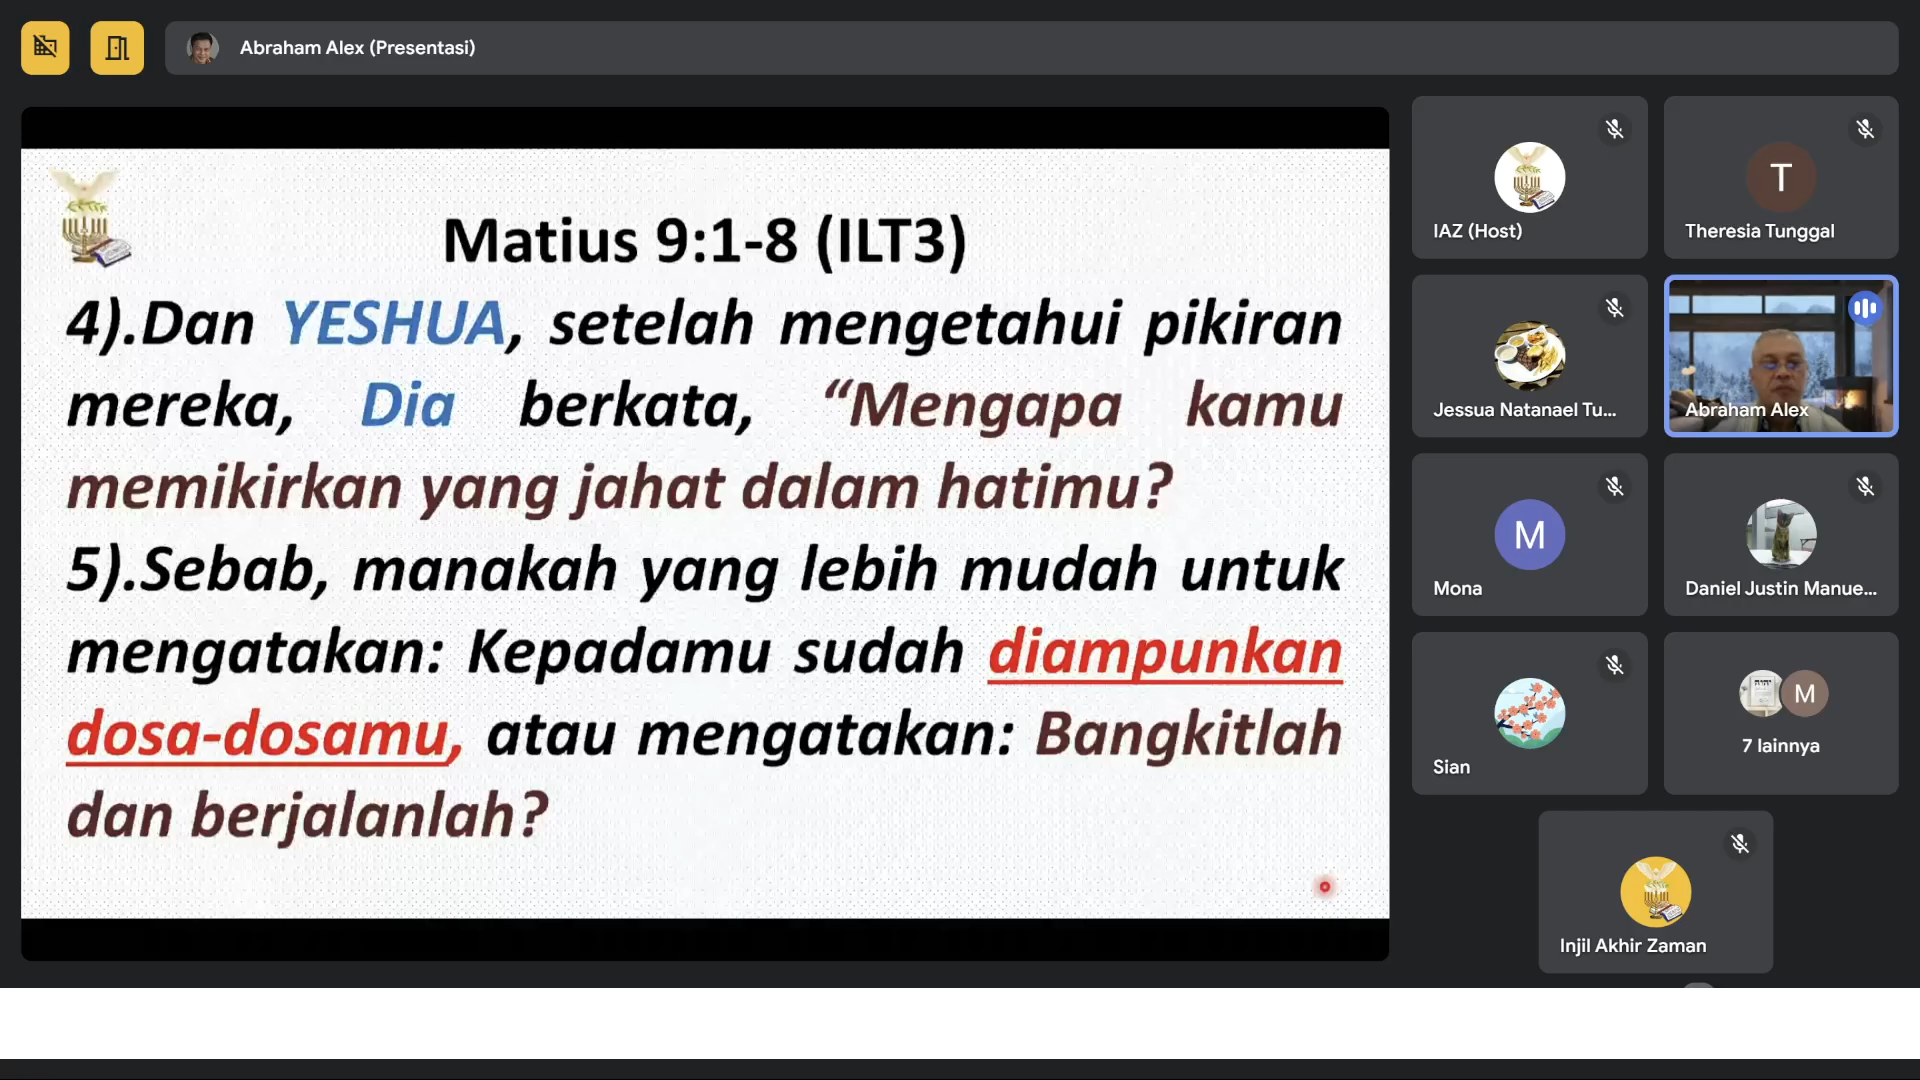 Abraham Alex (Presentasi)
Matius 9:1-8 (ILT3)
4).Dan YESHUA, setelah mengetahui pikiran
mereka, Dia berkata, “Mengapa kamu
memikirkan yang jahat dalam hatimu?
5).Sebab, manakah yang lebih mudah untuk
mengatakan: Kepadamu sudah diampunkan
dosa-dosamu, atau mengatakan: Bangkitlah
dan berjalanlah?
IAZ (Host)
T
Theresia Tunggal
Jessua Natanael Tu...
Abraham Alex
M
Mona
Daniel Justin Manue...
Sian
יהוה
M
7 lainnya
Injil Akhir Zaman